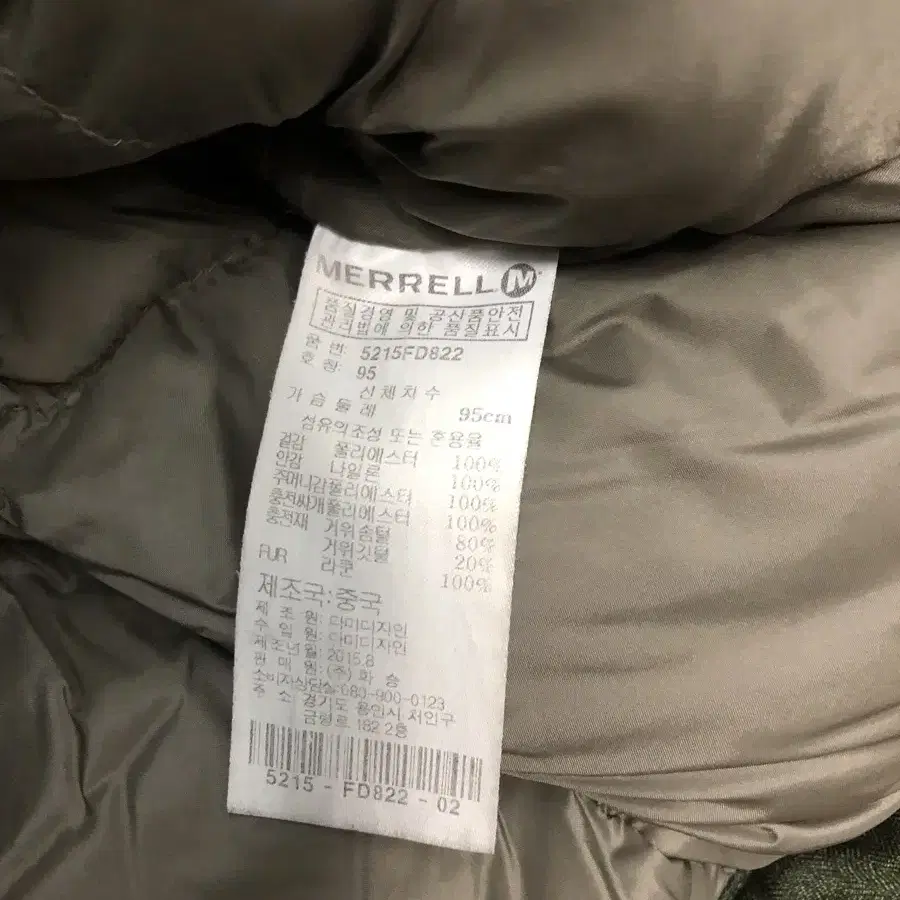 MERRELL M
품질경영 및 공산품안전
관리법에 의한 품질표시
품 번: 5215FD822
호 칭: 95
신체치수
가슴둘레 95cm
섬유의조성 또는 혼용율
겉감 폴리에스터 100%
안감 나일론 100%
주머니감폴리에스터 100%
충전싸개폴리에스터 100%
충전재 거위솜털 80%
거위깃털 20%
FUR 라쿤 100%
제조국:중국
제 조 원: 다미디자인
수 입 원: 다미디자인
제조년월: 2015.8
판 매 원: (주) 화 승
소비자상담실:080-900-0123
주 소: 경기도 용인시 처인구
금령로 182 2층
5215 - FD822 - 02